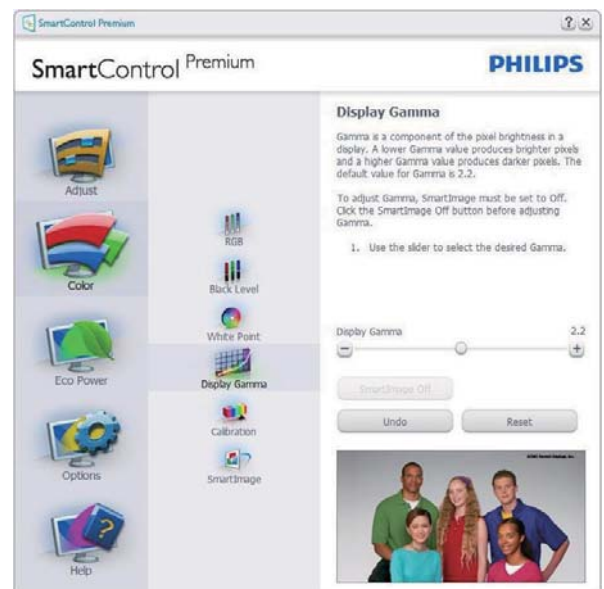 SmartControl Premium
SmartControl Premium
PHILIPS
Adjust
Color
Eco Power
Options
Help
RGB
Black Level
White Point
Display Gamma
Calibration
SmartImage
Display Gamma
Gamma is a component of the pixel brightness in a
display. A lower Gamma value produces brighter pixels
and a higher Gamma value produces darker pixels. The
default value for Gamma is 2.2.
To adjust Gamma, SmartImage must be set to Off.
Click the SmartImage Off button before adjusting
Gamma.
1. Use the slider to select the desired Gamma.
Display Gamma 2.2
SmartImage Off
Undo Reset